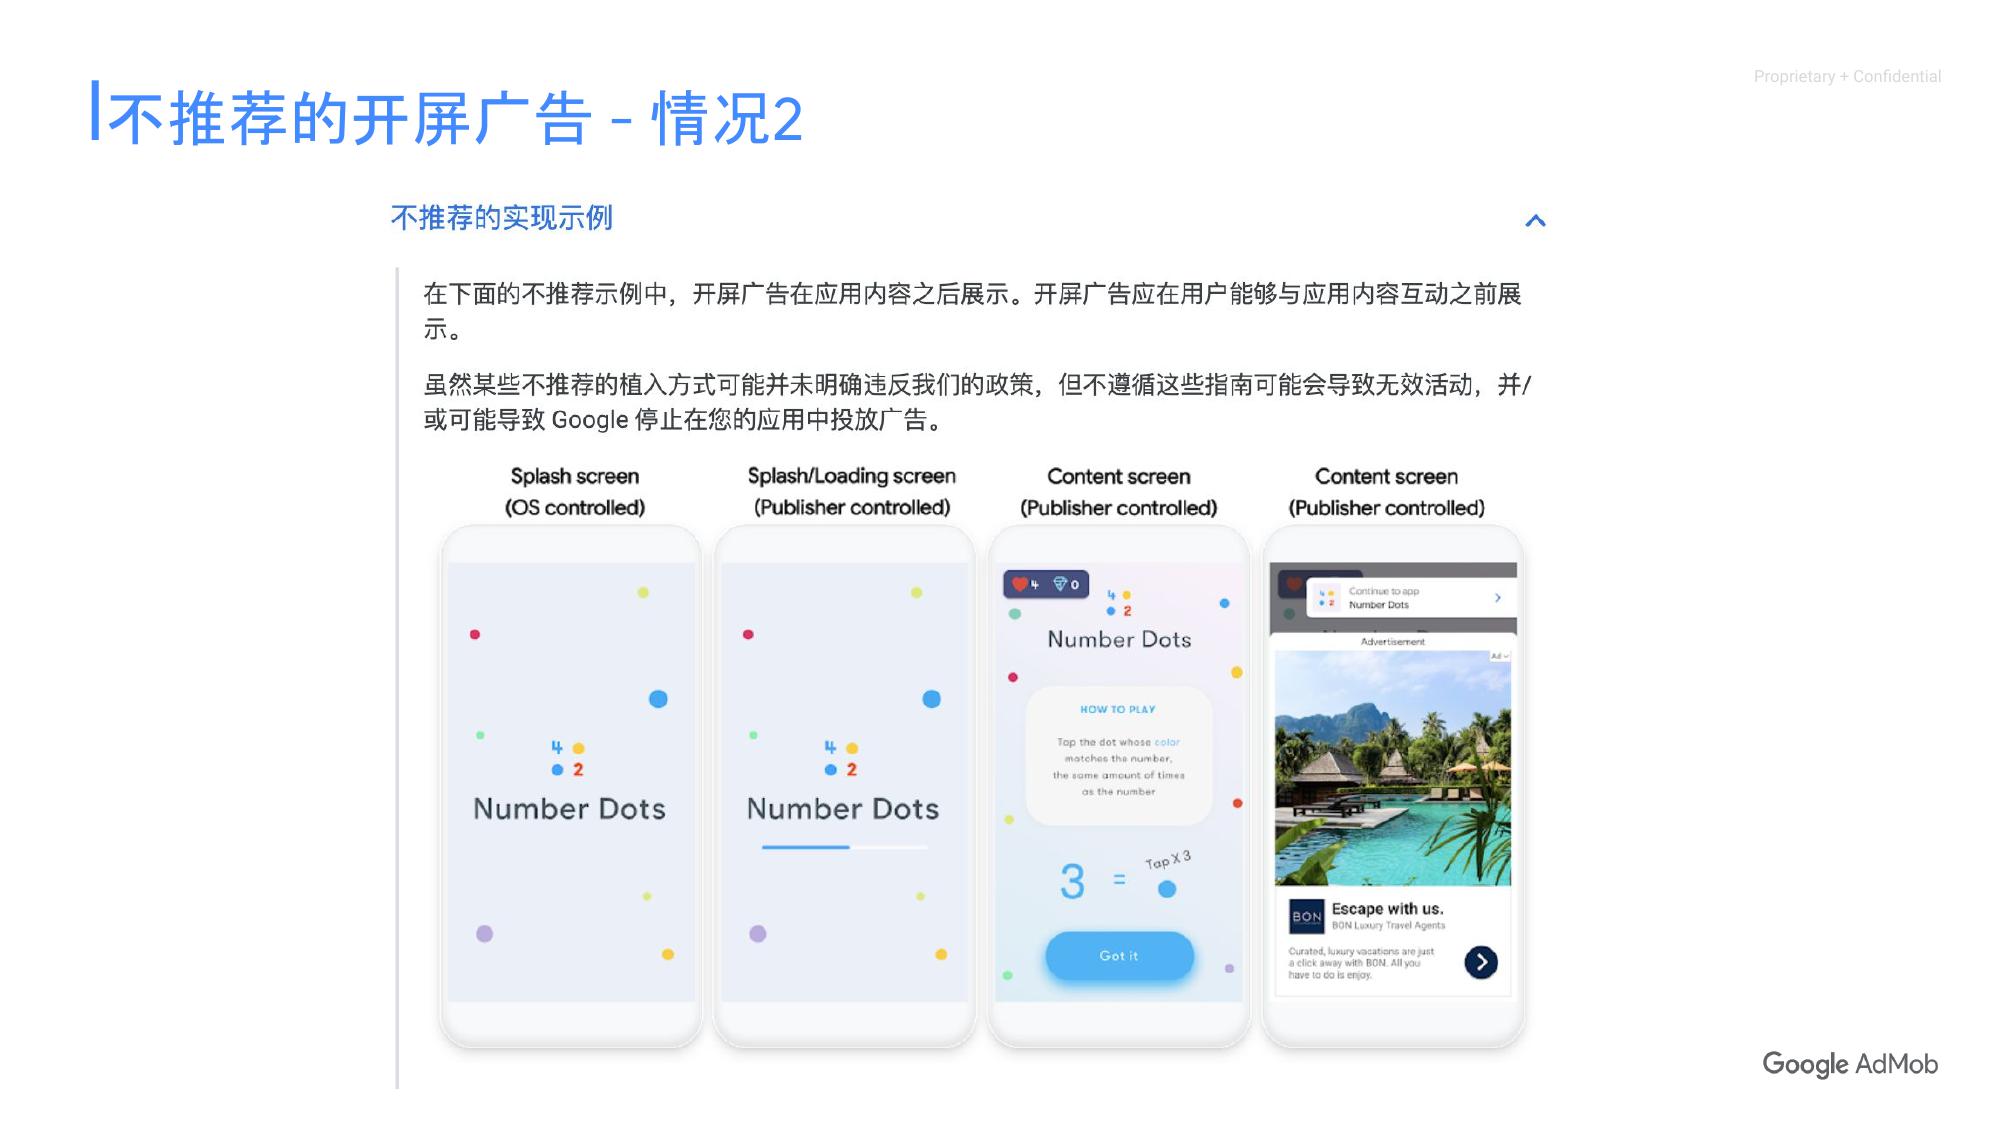 Proprietary + Confidential
不推荐的开屏广告 - 情况2
不推荐的实现示例
在下面的不推荐示例中，开屏广告在应用内容之后展示。开屏广告应在用户能够与应用内容互动之前展
示。
虽然某些不推荐的植入方式可能并未明确违反我们的政策，但不遵循这些指南可能会导致无效活动，并/
或可能导致 Google 停止在您的应用中投放广告。
Splash screen
(OS controlled)
4
2
Number Dots
Splash/Loading screen
(Publisher controlled)
4
2
Number Dots
Content screen
(Publisher controlled)
4 0
4
2
Number Dots
HOW TO PLAY
Tap the dot whose color
matches the number,
the same amount of times
as the number
Tap X 3
3 =
Got it
Content screen
(Publisher controlled)
4
2
Continue to app
Number Dots
Advertisement
Ad
BON
Escape with us.
BON Luxury Travel Agents
Curated, luxury vacations are just
a click away with BON. All you
have to do is enjoy.
Google AdMob